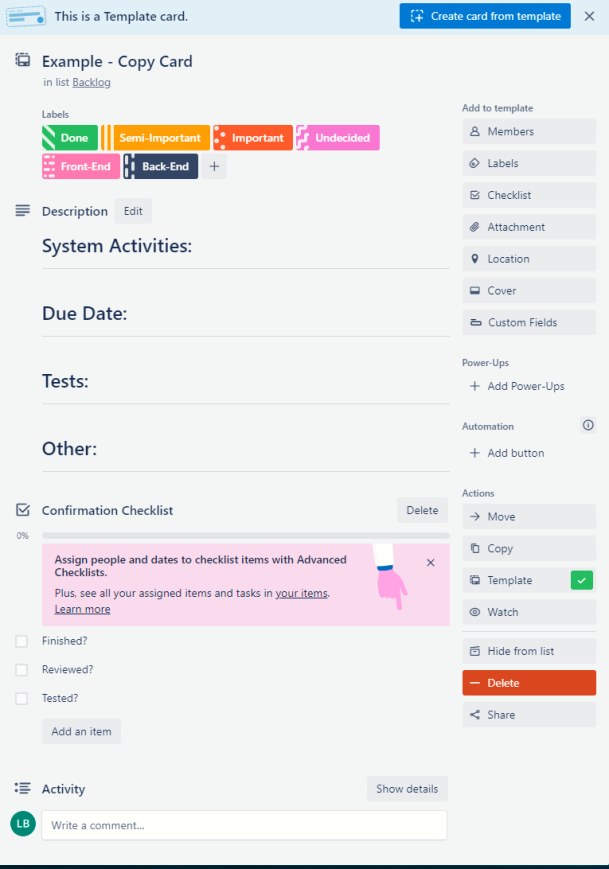 This is a Template card.
Create card from template
Example - Copy Card
in list Backlog
Labels
Done
Semi-Important
Important
Undecided
Front-End
Back-End
+
Description
Edit
System Activities:
Due Date:
Tests:
Other:
Confirmation Checklist
Delete
0%
Assign people and dates to checklist items with Advanced
Checklists.
Plus, see all your assigned items and tasks in your items.
Learn more
Finished?
Reviewed?
Tested?
Add an item
Activity
Show details
LB
Write a comment...
Add to template
Members
Labels
Checklist
Attachment
Location
Cover
Custom Fields
Power-Ups
+ Add Power-Ups
Automation
+ Add button
Actions
Move
Copy
Template
Watch
Hide from list
Delete
Share